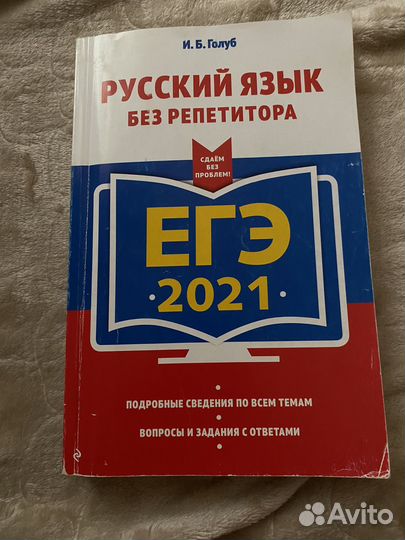 И. Б. Голуб
РУССКИЙ ЯЗЫК
БЕЗ РЕПЕТИТОРА
СДАЁМ
БЕЗ
ПРОБЛЕМ!
ЕГЭ
·2021·
• 
ПОДРОБНЫЕ СВЕДЕНИЯ ПО ВСЕМ ТЕМАМ
•
ВОПРОСЫ И ЗАДАНИЯ С ОТВЕТАМИ
•
Avito